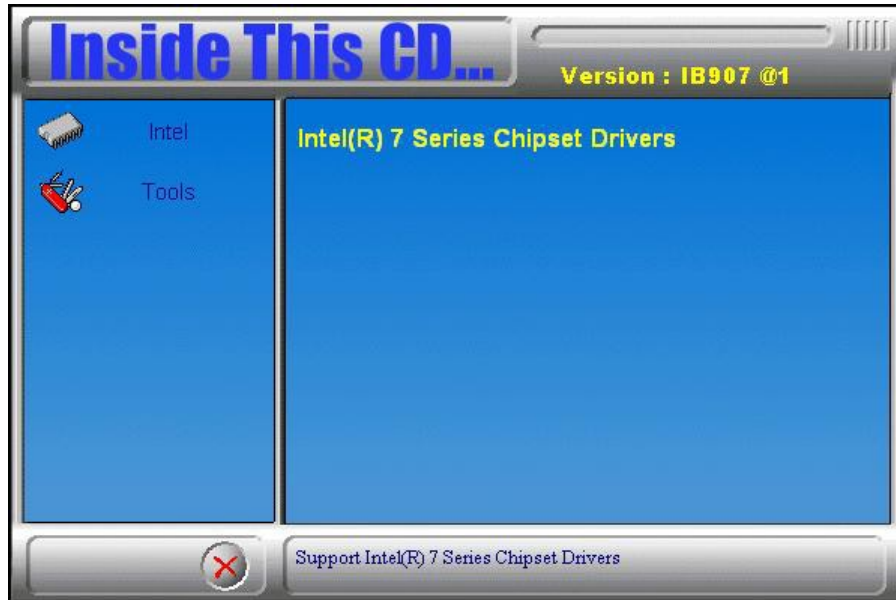 Inside This CD...
Version : IB907 @1
Intel
Tools
Intel(R) 7 Series Chipset Drivers
Support Intel(R) 7 Series Chipset Drivers